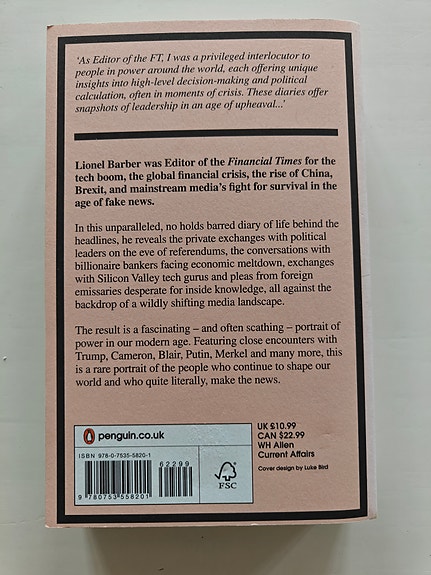 'As Editor of the FT, I was a privileged interlocutor to
people in power around the world, each offering unique
insights into high-level decision-making and political
calculation, often in moments of crisis. These diaries offer
snapshots of leadership in an age of upheaval...'
Lionel Barber was Editor of the Financial Times for the
tech boom, the global financial crisis, the rise of China,
Brexit, and mainstream media's fight for survival in the
age of fake news.
In this unparalleled, no holds barred diary of life behind the
headlines, he reveals the private exchanges with political
leaders on the eve of referendums, the conversations with
billionaire bankers facing economic meltdown, exchanges
with Silicon Valley tech gurus and pleas from foreign
emissaries desperate for inside knowledge, all against the
backdrop of a wildly shifting media landscape.
The result is a fascinating – and often scathing – portrait of
power in our modern age. Featuring close encounters with
Trump, Cameron, Blair, Putin, Merkel and many more, this
is a rare portrait of the people who continue to shape our
world and who quite literally, make the news.
penguin.co.uk
ISBN 978-0-7535-5820-1
62299
9 780753 558201
FSC
UK £10.99
CAN $22.99
WH Allen
Current Affairs
Cover design by Luke Bird